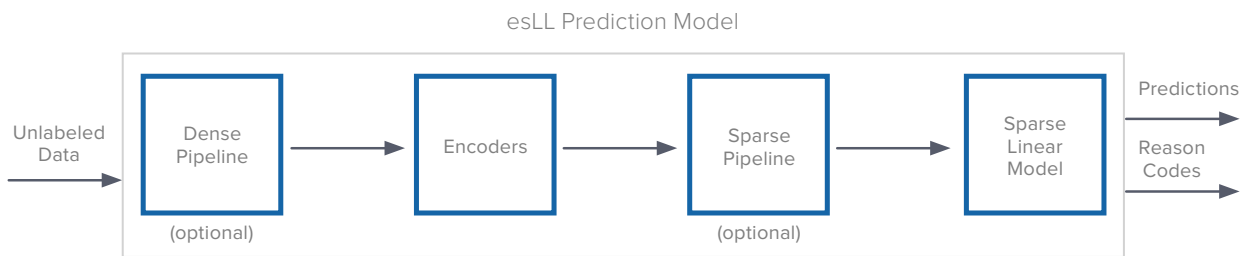 esLL Prediction Model
Unlabeled
Data
Dense
Pipeline
(optional)
Encoders
Sparse
Pipeline
(optional)
Sparse
Linear
Model
Predictions
Reason
Codes